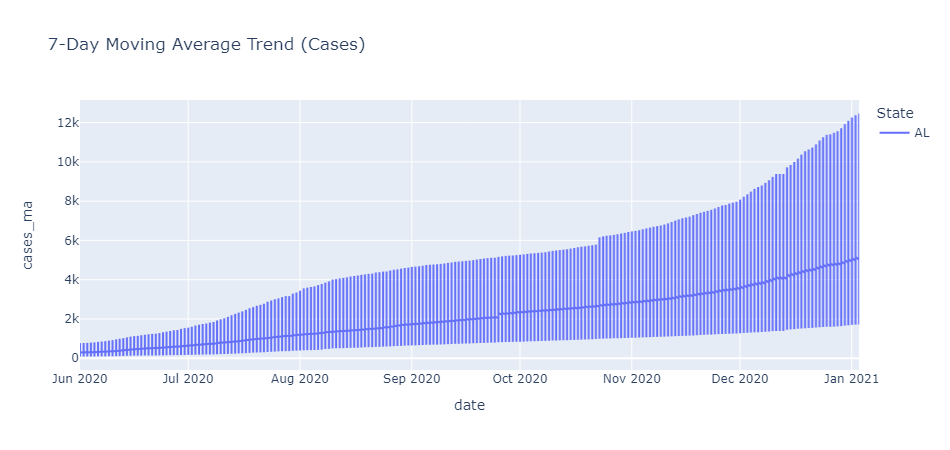 7-Day Moving Average Trend (Cases)
State
AL
cases_ma
12k
10k
8k
6k
4k
2k
0
Jun 2020
Jul 2020
Aug 2020
Sep 2020
Oct 2020
Nov 2020
Dec 2020
Jan 2021
date